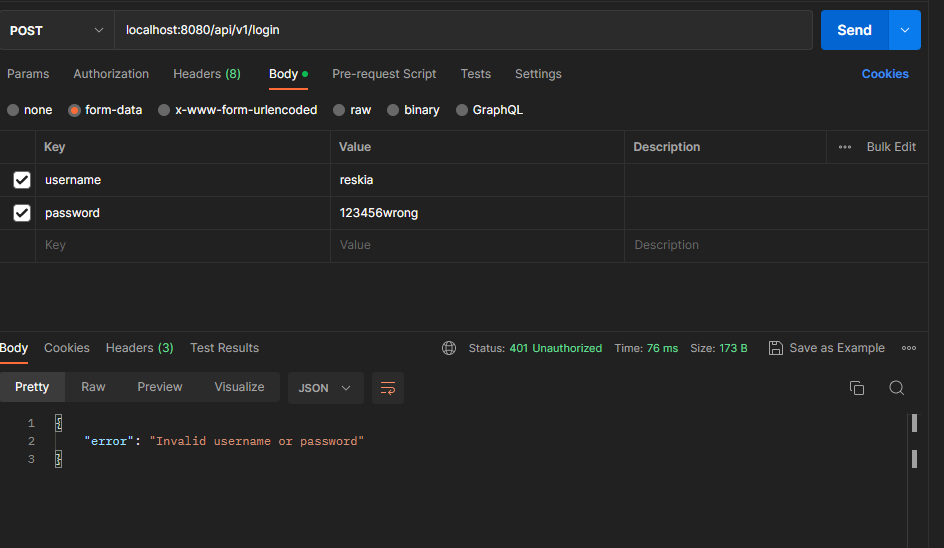 POST localhost:8080/api/v1/login Send
Params Authorization Headers (8) Body Pre-request Script Tests Settings Cookies
none form-data x-www-form-urlencoded raw binary GraphQL
Key Value Description ••• Bulk Edit
username reskia
password 123456wrong
Key Value Description
Body Cookies Headers (3) Test Results Status: 401 Unauthorized Time: 76 ms Size: 173 B Save as Example •••
Pretty Raw Preview Visualize JSON
1 {
2 "error": "Invalid username or password"
3 }